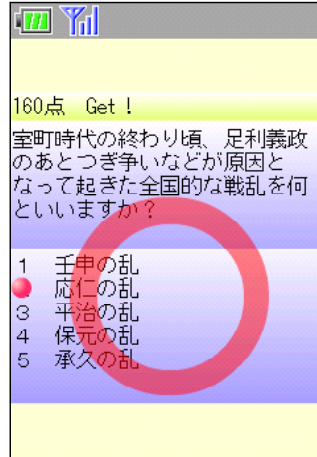 160点 Get！
室町時代の終わり頃、足利義政
のあとつぎ争いなどが原因と
なって起きた全国的な戦乱を何
といいますか？
1 壬申の乱
応仁の乱
3 平治の乱
4 保元の乱
5 承久の乱